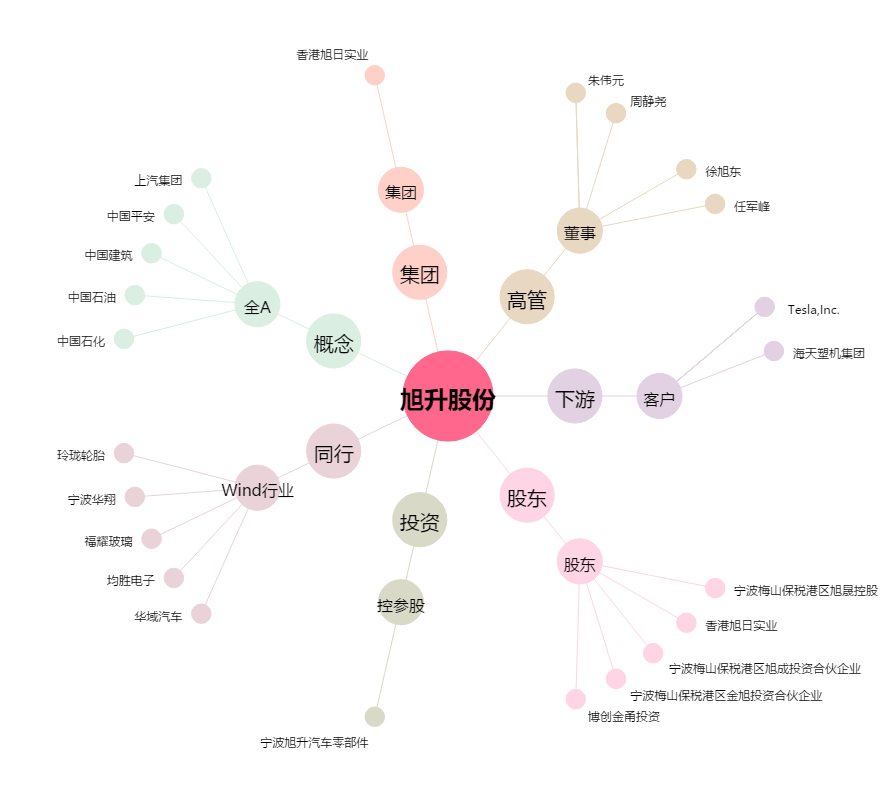 香港旭日实业
朱伟元
周静尧
徐旭东
任军峰
上汽集团
中国平安
中国建筑
中国石油
中国石化
集团
集团
董事
高管
全A
概念
Tesla,Inc.
海天塑机集团
旭升股份
下游
客户
同行
Wind行业
玲珑轮胎
宁波华翔
福耀玻璃
均胜电子
华域汽车
投资
控参股
宁波旭升汽车零部件
股东
股东
宁波梅山保税港区旭晟控股
香港旭日实业
宁波梅山保税港区旭成投资合伙企业
宁波梅山保税港区金旭投资合伙企业
博创金甬投资